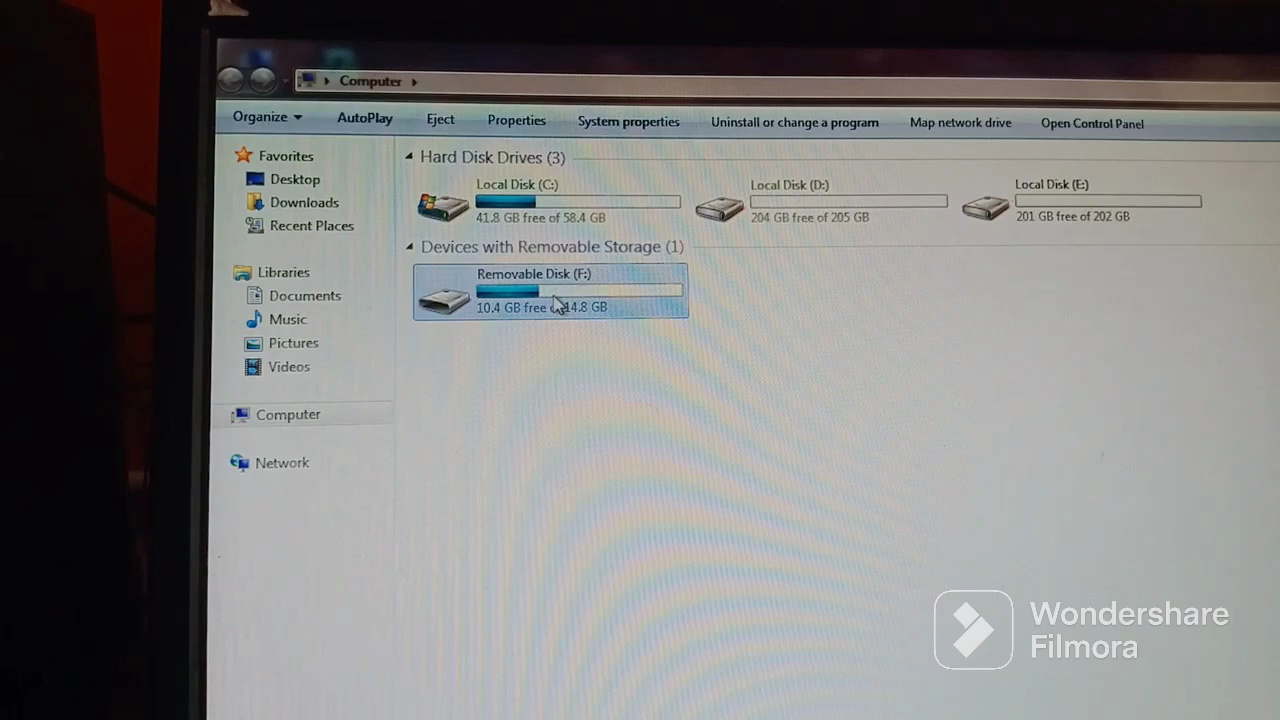 Computer
Organize AutoPlay Eject Properties System properties Uninstall or change a program Map network drive Open Control Panel
Favorites
Desktop
Downloads
Recent Places
Libraries
Documents
Music
Pictures
Videos
Computer
Network
Hard Disk Drives (3)
Local Disk (C:)
41.8 GB free of 58.4 GB
Local Disk (D:)
204 GB free of 205 GB
Local Disk (E:)
201 GB free of 202 GB
Devices with Removable Storage (1)
Removable Disk (F:)
10.4 GB free 14.8 GB
Wondershare
Filmora